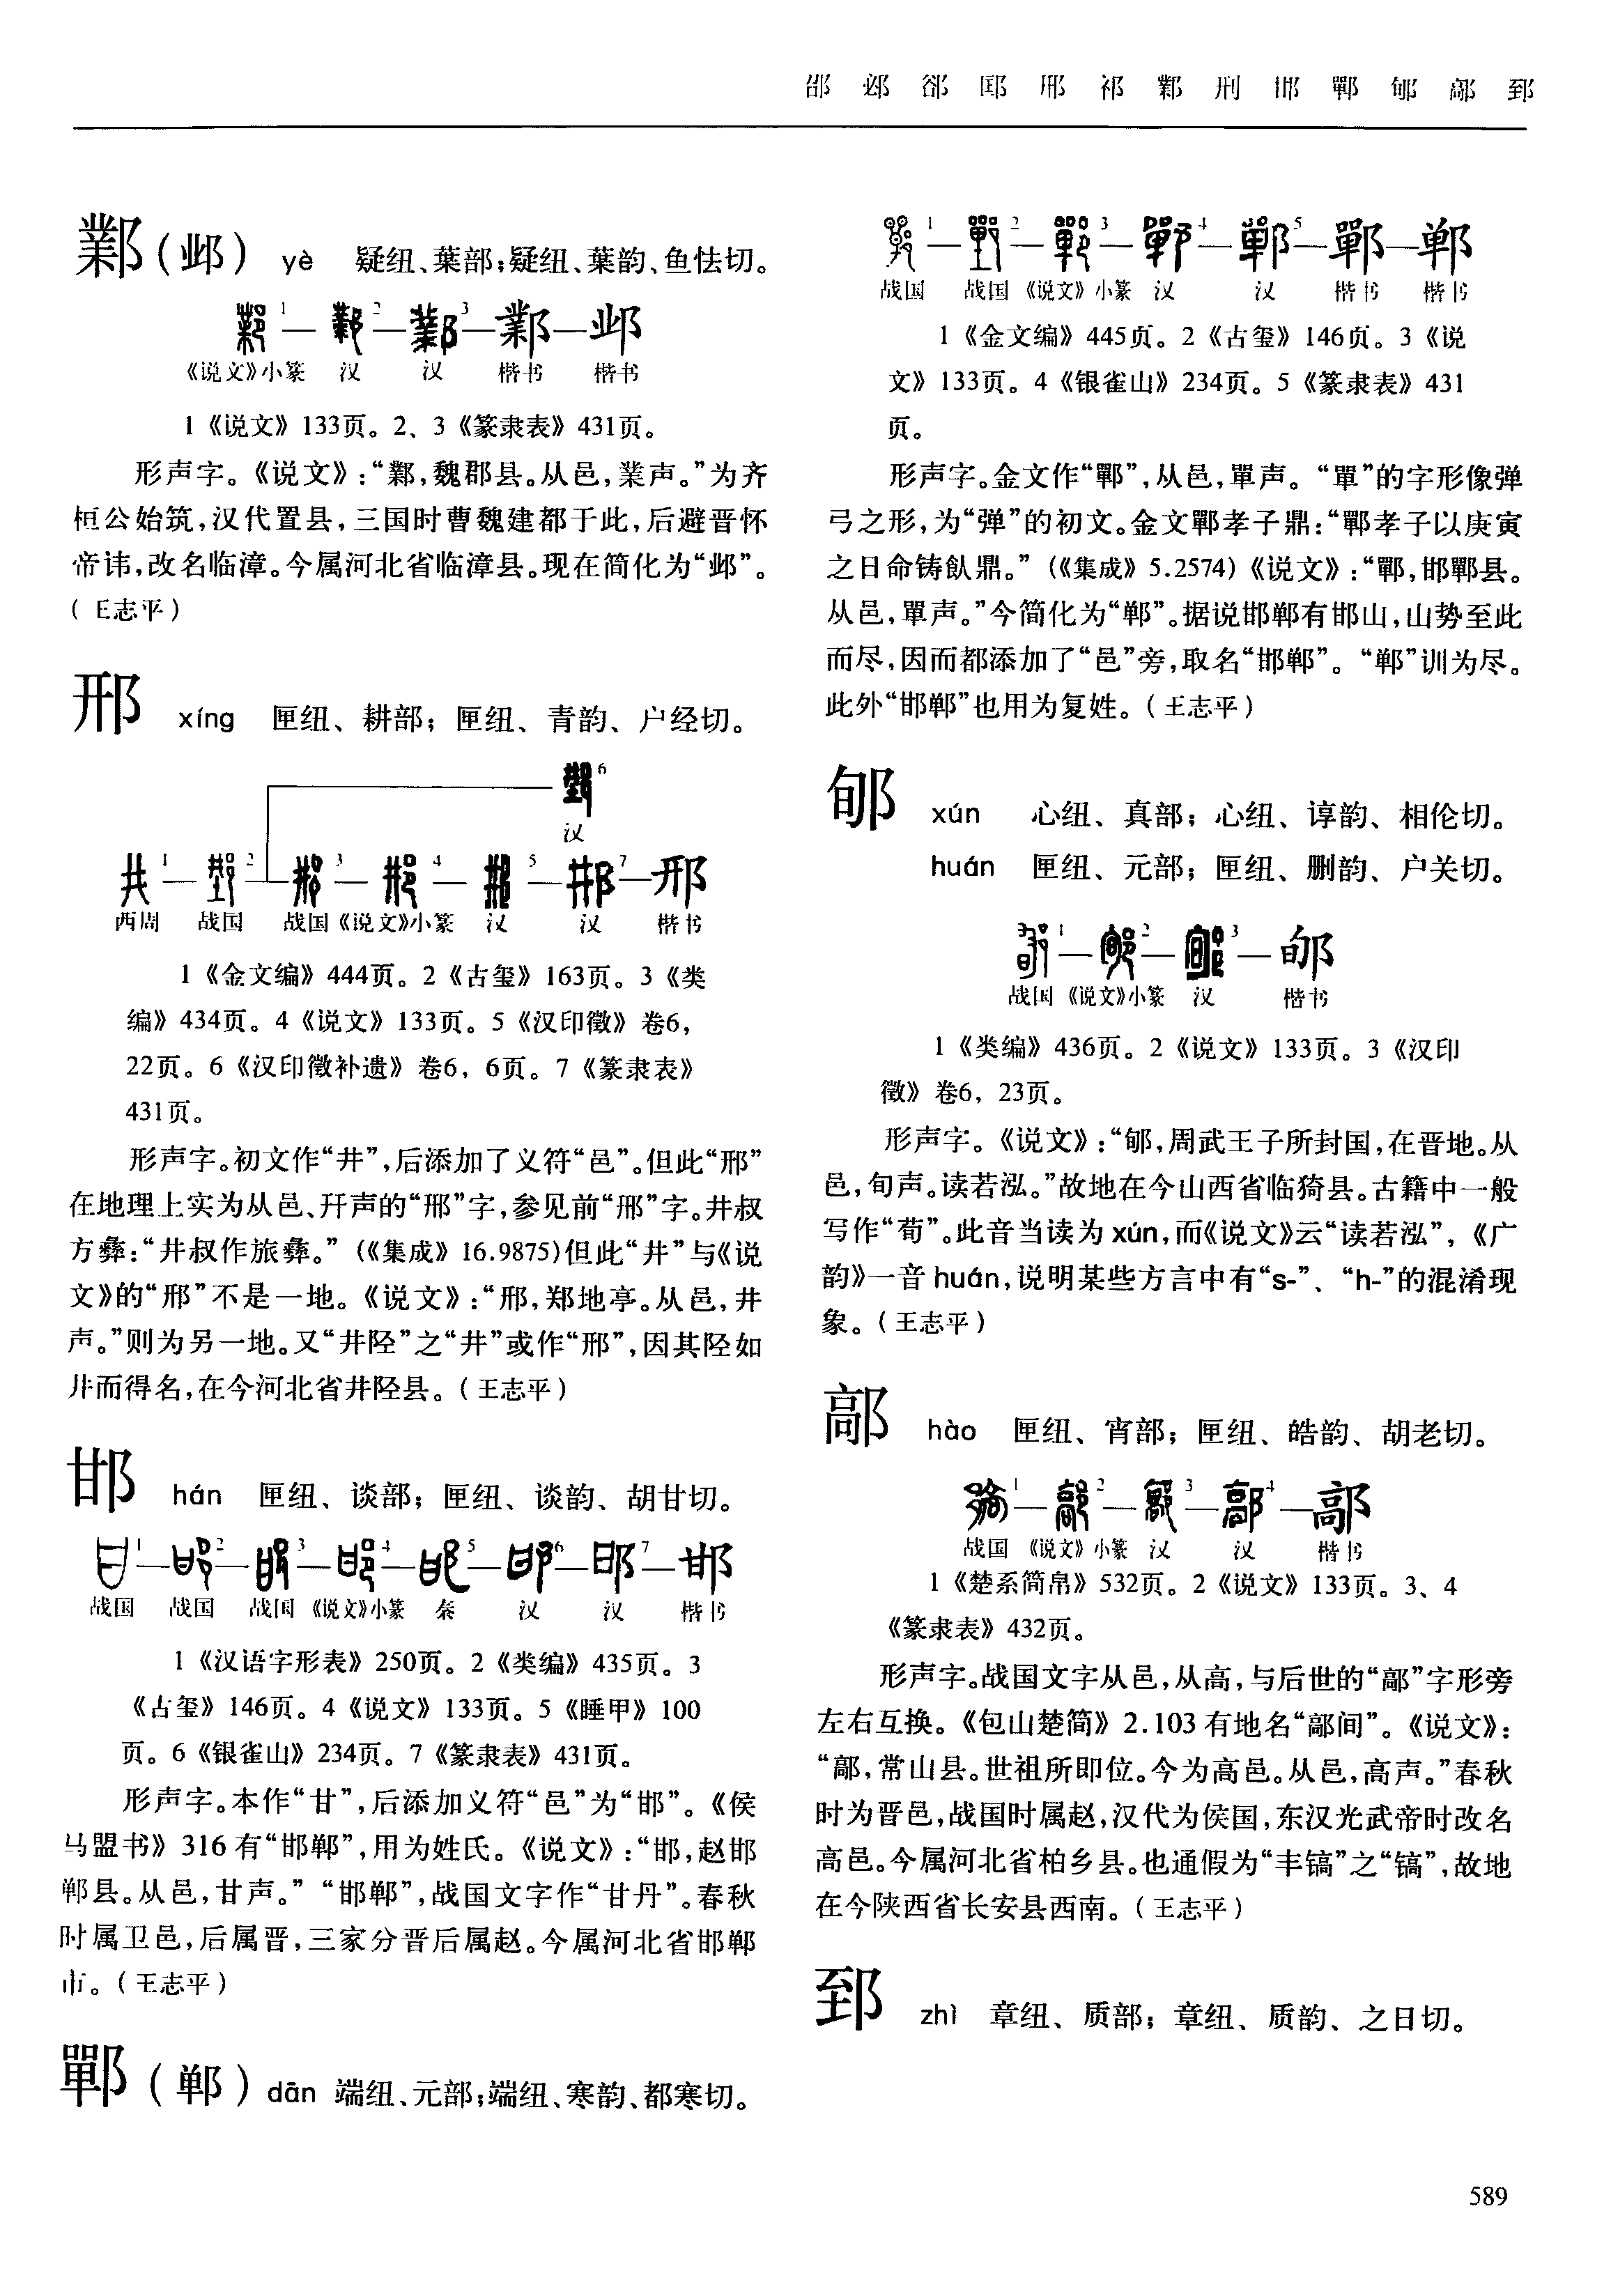 邵 邺 郤 郾 邢 祁 鄴 邢 邯 鄲 郇 鄗 郅
鄴(邺) yè 疑纽、葉部;疑纽、葉韵、鱼怯切。
《说文》小篆 汉 汉 楷书 楷书
1《说文》133页。2、3《篆隶表》431页。
形声字。《说文》:“鄴,魏郡县。从邑,業声。”为齐
桓公始筑,汉代置县,三国时曹魏建都于此,后避晋怀
帝讳,改名临漳。今属河北省临漳县。现在简化为“邺”。
(王志平)
邢 xíng 匣纽、耕部;匣纽、青韵、户经切。
6
汉
1 2 3 4 5 7 邢
西周 战国 战国《说文》小篆 汉 汉 楷书
1《金文编》444页。2《古玺》163页。3《类
编》434页。4《说文》133页。5《汉印徵》卷6,
22页。6《汉印徵补遗》卷6,6页。7《篆隶表》
431页。
形声字。初文作“井”,后添加了义符“邑”。但此“邢”
在地理上实为从邑、幵声的“邢”字,参见前“邢”字。井叔
方彝:“井叔作旅彝。”(《集成》16.9875)但此“井”与《说
文》的“邢”不是一地。《说文》:“邢,郑地亭。从邑,井
声。”则为另一地。又“井陉”之“井”或作“邢”,因其陉如
井而得名,在今河北省井陉县。(王志平)
邯 hán 匣纽、谈部;匣纽、谈韵、胡甘切。
1 2 3 4 5 6 7 邯
战国 战国 战国《说文》小篆 秦 汉 汉 楷书
1《汉语字形表》250页。2《类编》435页。3
《古玺》146页。4《说文》133页。5《睡甲》100
页。6《银雀山》234页。7《篆隶表》431页。
形声字。本作“甘”,后添加义符“邑”为“邯”。《侯
马盟书》316有“邯郸”,用为姓氏。《说文》:“邯,赵邯
郸县。从邑,甘声。”“邯郸”,战国文字作“甘丹”。春秋
时属卫邑,后属晋,三家分晋后属赵。今属河北省邯郸
市。(王志平)
鄲(郸) dān 端纽、元部;端纽、寒韵、都寒切。
1 2 3 4 5 鄲 郸
战国 战国《说文》小篆 汉 汉 楷书 楷书
1《金文编》445页。2《古玺》146页。3《说
文》133页。4《银雀山》234页。5《篆隶表》431
页。
形声字。金文作“鄲”,从邑,單声。“單”的字形像弹
弓之形,为“弹”的初文。金文鄲孝子鼎:“鄲孝子以庚寅
之日命铸飤鼎。”(《集成》5.2574)《说文》:“鄲,邯鄲县。
从邑,單声。”今简化为“郸”。据说邯郸有邯山,山势至此
而尽,因而都添加了“邑”旁,取名“邯郸”。“郸”训为尽。
此外“邯郸”也用为复姓。(王志平)
郇 xún 心纽、真部;心纽、谆韵、相伦切。
huán 匣纽、元部;匣纽、删韵、户关切。
1 2 3 郇
战国《说文》小篆 汉 楷书
1《类编》436页。2《说文》133页。3《汉印
徵》卷6,23页。
形声字。《说文》:“郇,周武王子所封国,在晋地。从
邑,旬声。读若泓。”故地在今山西省临猗县。古籍中一般
写作“荀”。此音当读为xún,而《说文》云“读若泓”,《广
韵》一音huán,说明某些方言中有“s-”、“h-”的混淆现
象。(王志平)
鄗 hào 匣纽、宵部;匣纽、皓韵、胡老切。
1 2 3 4 鄗
战国《说文》小篆 汉 汉 楷书
1《楚系简帛》532页。2《说文》133页。3、4
《篆隶表》432页。
形声字。战国文字从邑,从高,与后世的“鄗”字形旁
左右互换。《包山楚简》2.103有地名“鄗间”。《说文》:
“鄗,常山县。世祖所即位。今为高邑。从邑,高声。”春秋
时为晋邑,战国时属赵,汉代为侯国,东汉光武帝时改名
高邑。今属河北省柏乡县。也通假为“丰镐”之“镐”,故地
在今陕西省长安县西南。(王志平)
郅 zhì 章纽、质部;章纽、质韵、之日切。
589